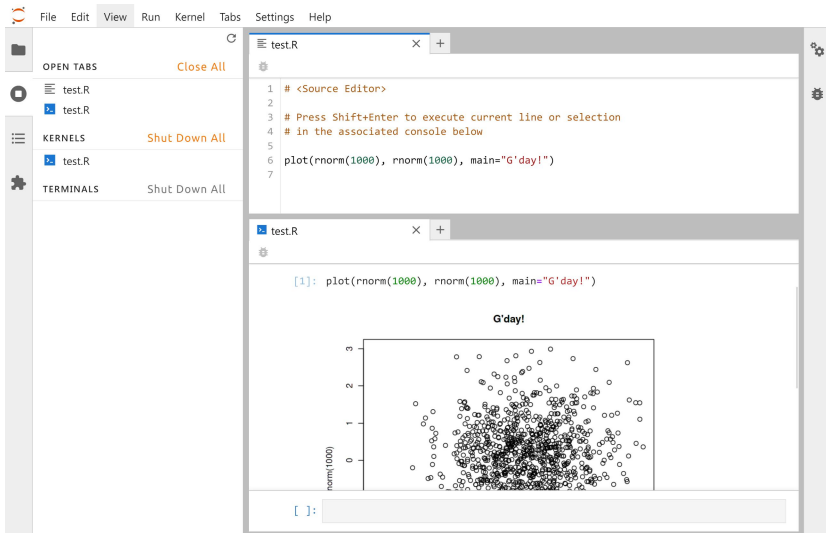 File Edit View Run Kernel Tabs Settings Help
OPEN TABS Close All
test.R
test.R
KERNELS Shut Down All
test.R
TERMINALS Shut Down All
test.R
1 # <Source Editor>
2
3 # Press Shift+Enter to execute current line or selection
4 # in the associated console below
5
6 plot(rnorm(1000), rnorm(1000), main="G'day!")
7
test.R
[1]: plot(rnorm(1000), rnorm(1000), main="G'day!")
G'day!
3
2
1
0
norm(1000)
[ ]: